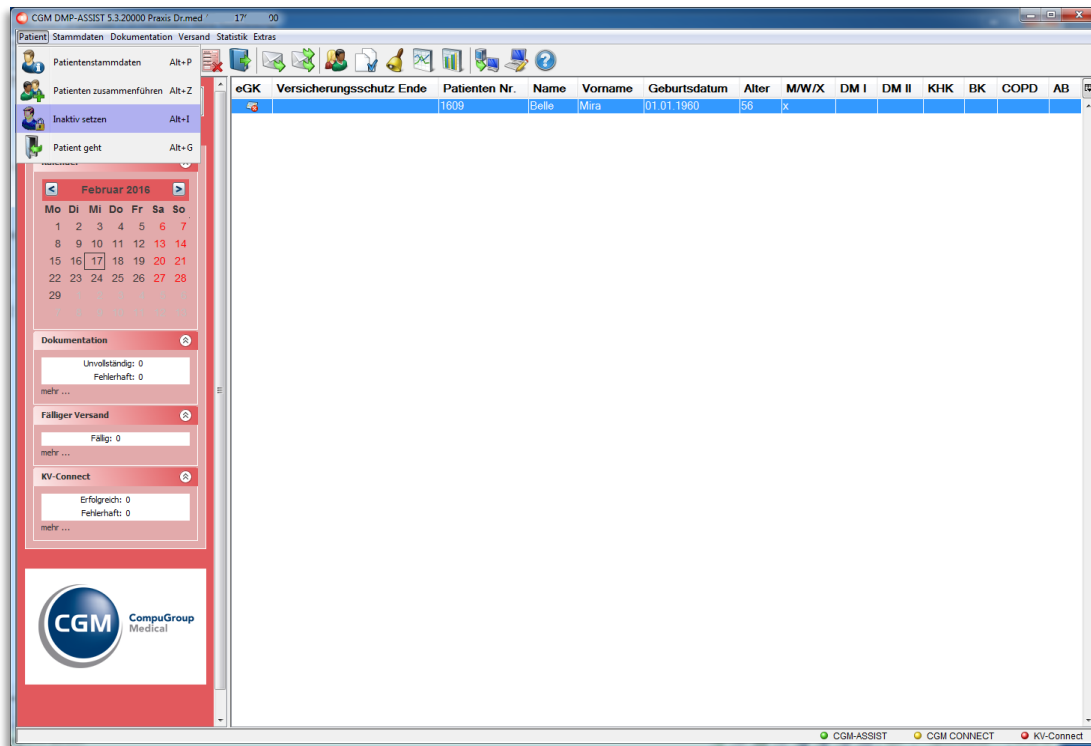 CGM DMP-ASSIST 5.3.20000 Praxis Dr.med
Patient Stammdaten Dokumentation Versand Statistik Extras
Patientenstammdaten Alt+P
Patienten zusammenführen Alt+Z
Inaktiv setzen Alt+I
Patient geht Alt+G
eGK Versicherungsschutz Ende Patienten Nr. Name Vorname Geburtsdatum Alter M/W/X DM I DM II KHK BK COPD AB
1609 Belle Mira 01.01.1960 56 x
Kalender
Februar 2016
Mo Di Mi Do Fr Sa So
1 2 3 4 5 6 7
8 9 10 11 12 13 14
15 16 17 18 19 20 21
22 23 24 25 26 27 28
29
Dokumentation
Unvollständig: 0
Fehlerhaft: 0
mehr ...
Fälliger Versand
Fällig: 0
mehr ...
KV-Connect
Erfolgreich: 0
Fehlerhaft: 0
mehr ...
CGM CompuGroup
Medical
CGM-ASSIST CGM CONNECT KV-Connect